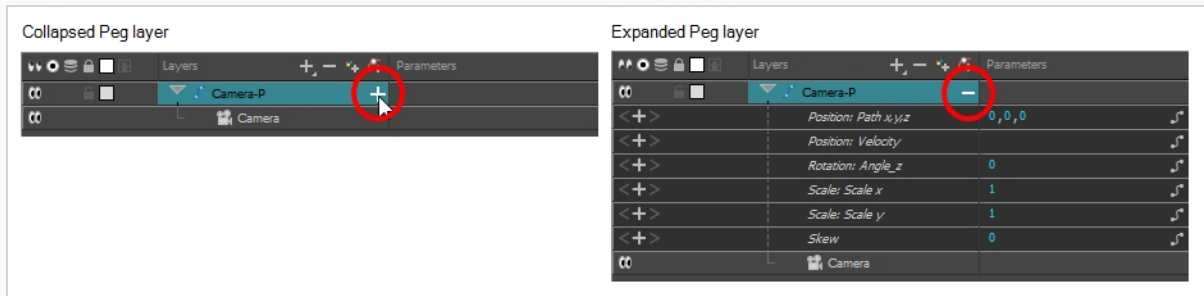 Collapsed Peg layer
Layers Parameters
Camera-P
Camera
Expanded Peg layer
Layers Parameters
Camera-P
Position: Path x,y,z 0,0,0
Position: Velocity
Rotation: Angle_z 0
Scale: Scale x 1
Scale: Scale y 1
Skew 0
Camera